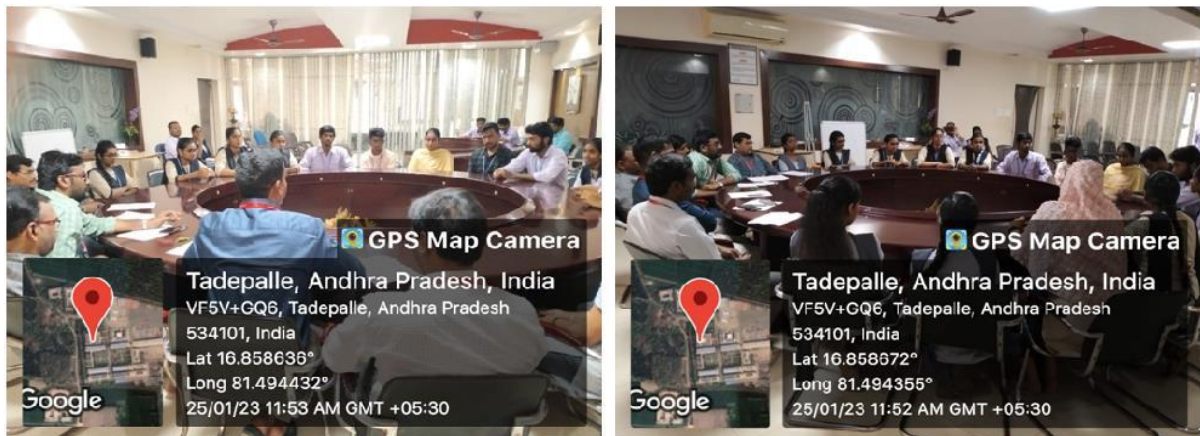 GPS Map Camera
Tadepalle, Andhra Pradesh, India
VF5V+GQ6, Tadepalle, Andhra Pradesh
534101, India
Lat 16.858636°
Long 81.494432°
25/01/23 11:53 AM GMT +05:30
Google
GPS Map Camera
Tadepalle, Andhra Pradesh, India
VF5V+GQ6, Tadepalle, Andhra Pradesh
534101, India
Lat 16.858672°
Long 81.494355°
25/01/23 11:52 AM GMT +05:30
Google